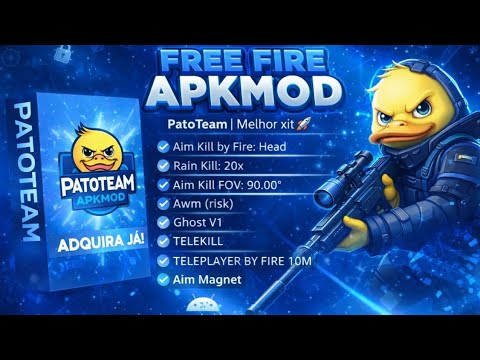 FREE FIRE
APKMOD
PatoTeam | Melhor xit 🚀
Aim Kill by Fire: Head
Rain Kill: 20x
Aim Kill FOV: 90.00°
Awm (risk)
Ghost V1
TELEKILL
TELEPLAYER BY FIRE 10M
Aim Magnet
PATOTEAM
PATOTEAM
APKMOD
ADQUIRA JÁ!